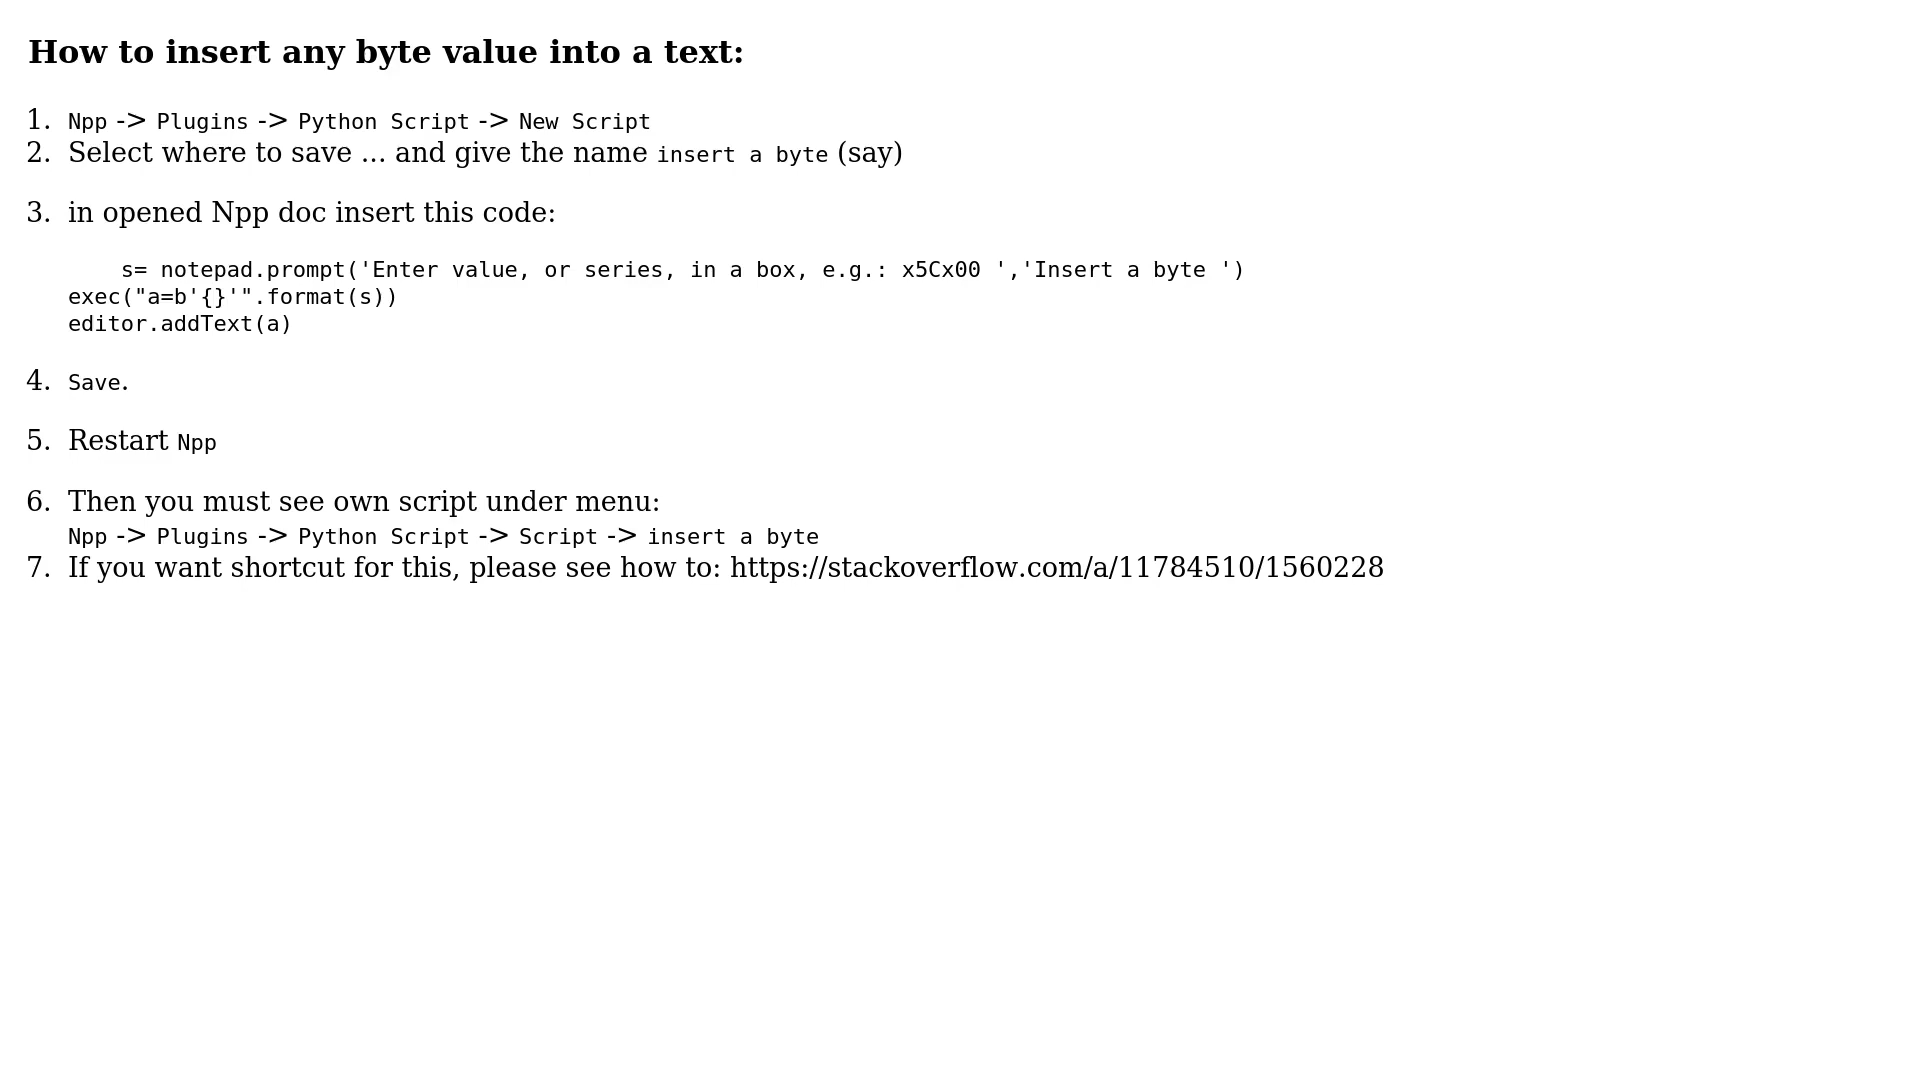 How to insert any byte value into a text:
1. Npp -> Plugins -> Python Script -> New Script
2. Select where to save ... and give the name insert a byte (say)
3. in opened Npp doc insert this code:
    s= notepad.prompt('Enter value, or series, in a box, e.g.: x5Cx00 ','Insert a byte ')
exec("a=b'{}'".format(s))
editor.addText(a)
4. Save.
5. Restart Npp
6. Then you must see own script under menu:
Npp -> Plugins -> Python Script -> Script -> insert a byte
7. If you want shortcut for this, please see how to: https://stackoverflow.com/a/11784510/1560228